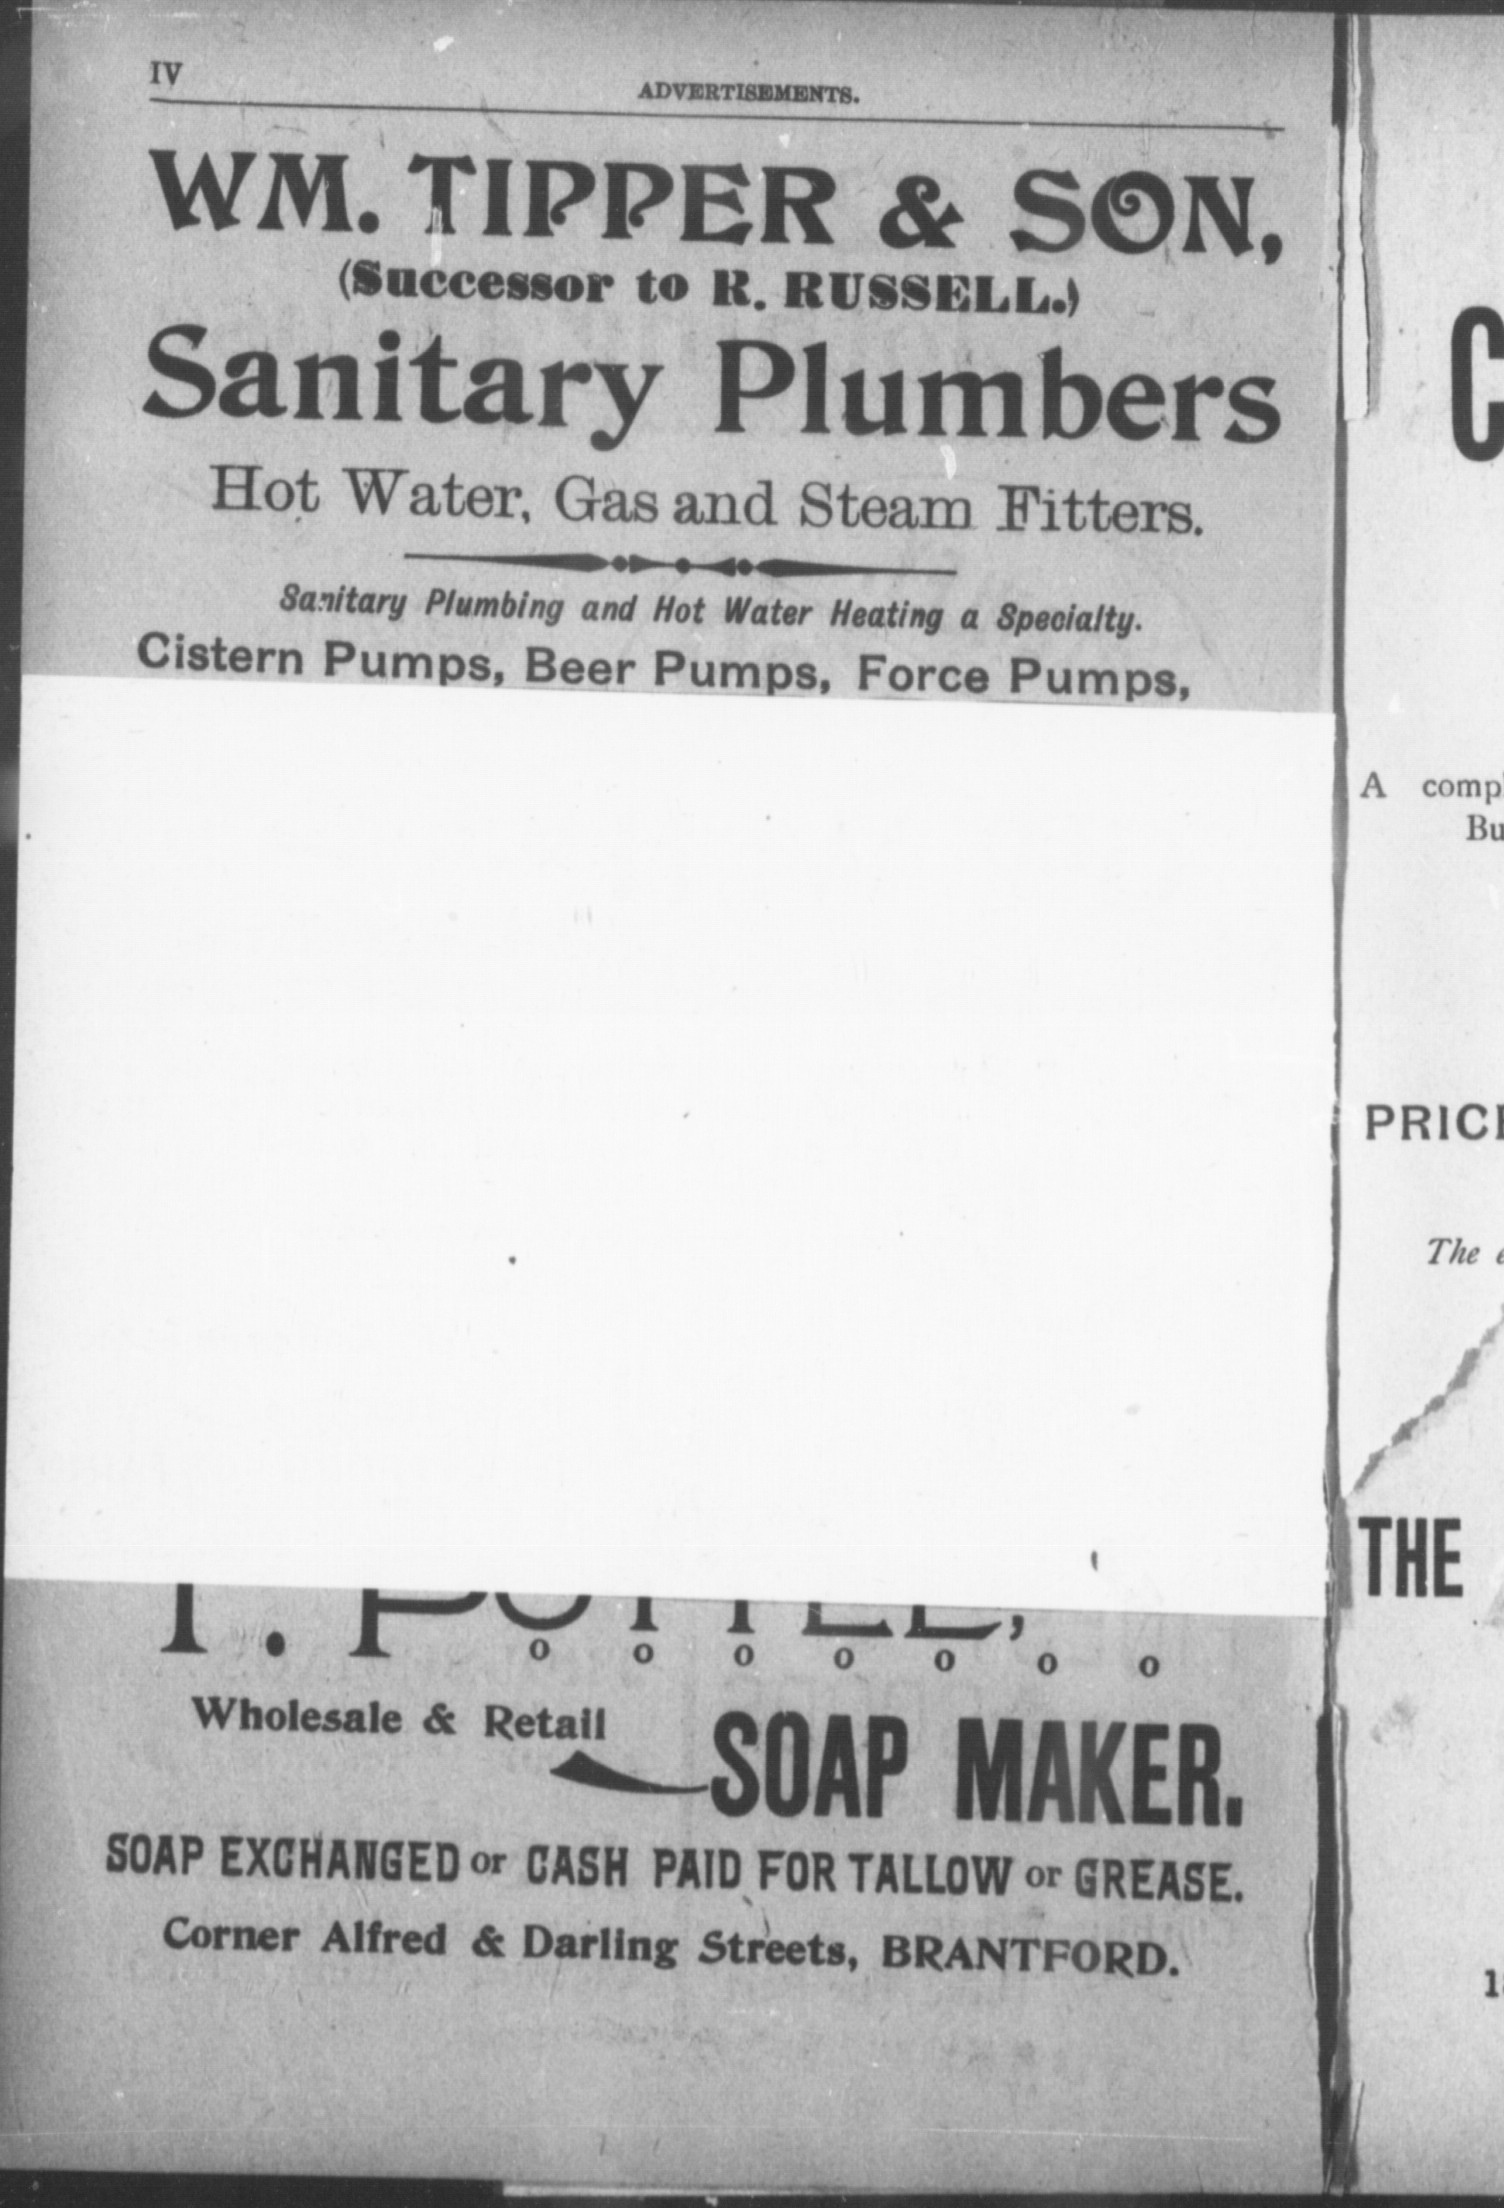 IV
ADVERTISEMENTS.
WM. TIPPER & SON,
(Successor to R. RUSSELL.)
Sanitary Plumbers
Hot Water, Gas and Steam Fitters.
Sanitary Plumbing and Hot Water Heating a Specialty.
Cistern Pumps, Beer Pumps, Force Pumps,
Wholesale & Retail
SOAP MAKER.
SOAP EXCHANGED or CASH PAID FOR TALLOW or GREASE.
Corner Alfred & Darling Streets, BRANTFORD.
A
THE
The